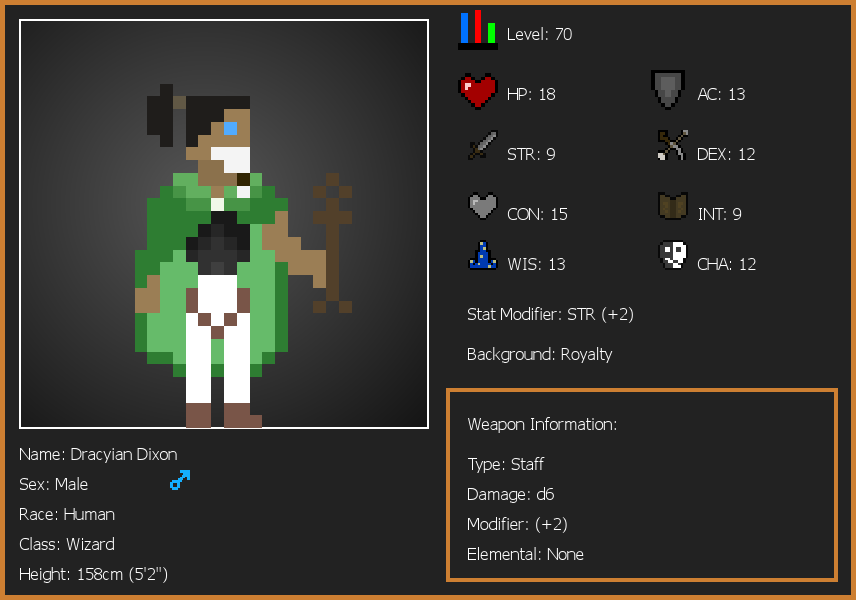 Level: 70
HP: 18
AC: 13
STR: 9
DEX: 12
CON: 15
INT: 9
WIS: 13
CHA: 12
Stat Modifier: STR (+2)
Background: Royalty
Weapon Information:
Type: Staff
Damage: d6
Modifier: (+2)
Elemental: None
Name: Dracyian Dixon
Sex: Male
Race: Human
Class: Wizard
Height: 158cm (5'2")